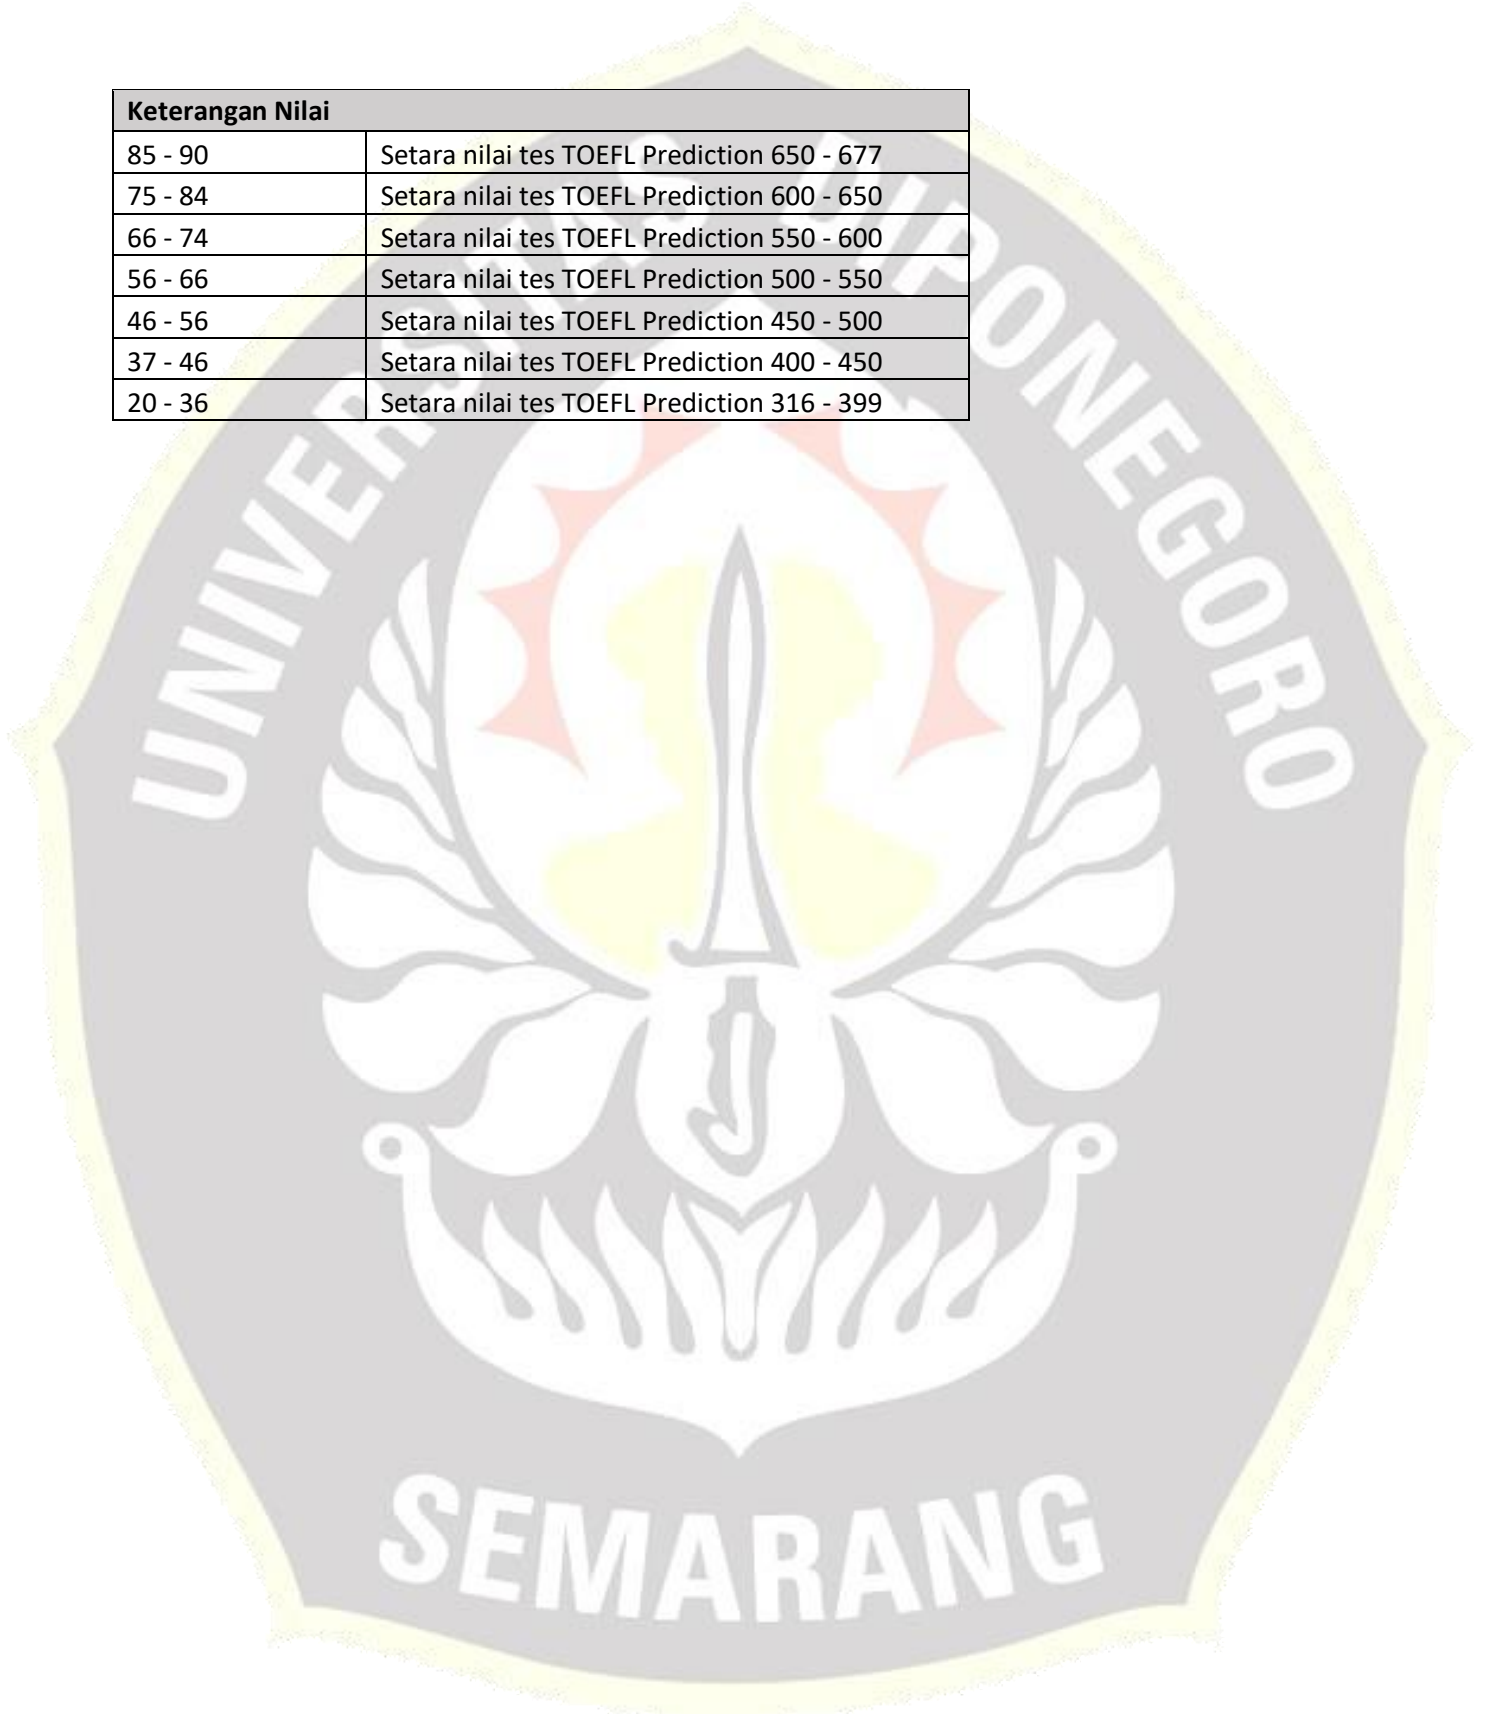 Keterangan Nilai
85 - 90 Setara nilai tes TOEFL Prediction 650 - 677
75 - 84 Setara nilai tes TOEFL Prediction 600 - 650
66 - 74 Setara nilai tes TOEFL Prediction 550 - 600
56 - 66 Setara nilai tes TOEFL Prediction 500 - 550
46 - 56 Setara nilai tes TOEFL Prediction 450 - 500
37 - 46 Setara nilai tes TOEFL Prediction 400 - 450
20 - 36 Setara nilai tes TOEFL Prediction 316 - 399
UNIVERSITAS DIPONEGORO
SEMARANG